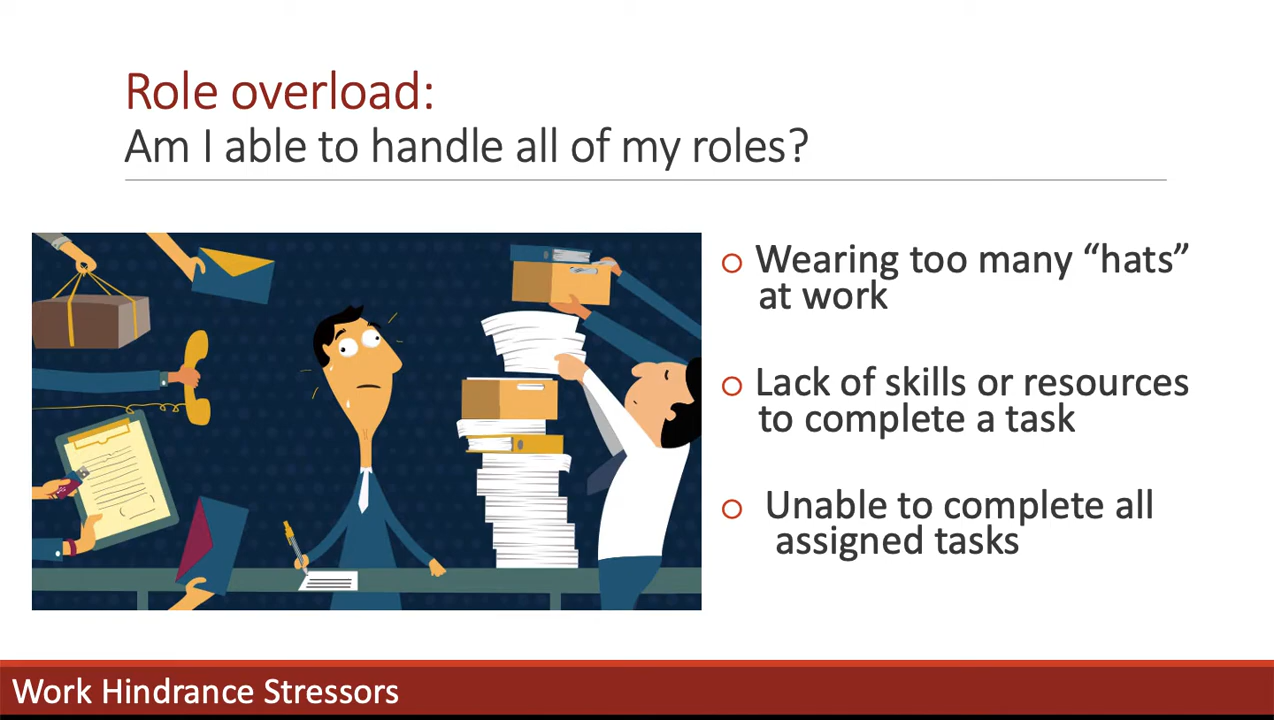 Role overload:
Am I able to handle all of my roles?
o Wearing too many “hats”
at work
o Lack of skills or resources
to complete a task
o Unable to complete all
assigned tasks
Work Hindrance Stressors